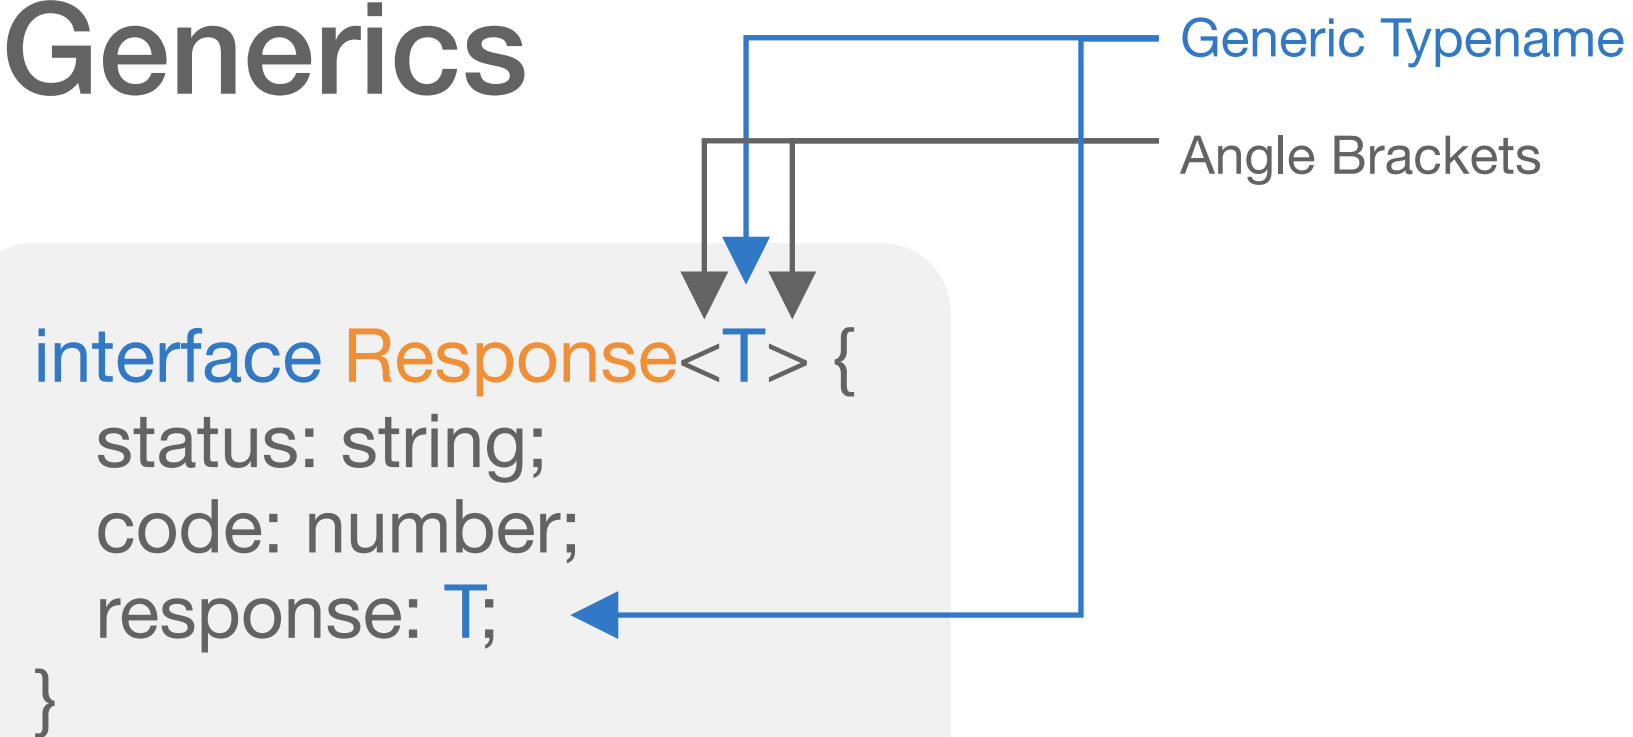 Generics
Generic Typename
Angle Brackets
interface Response<T> {
status: string;
code: number;
response: T;
}